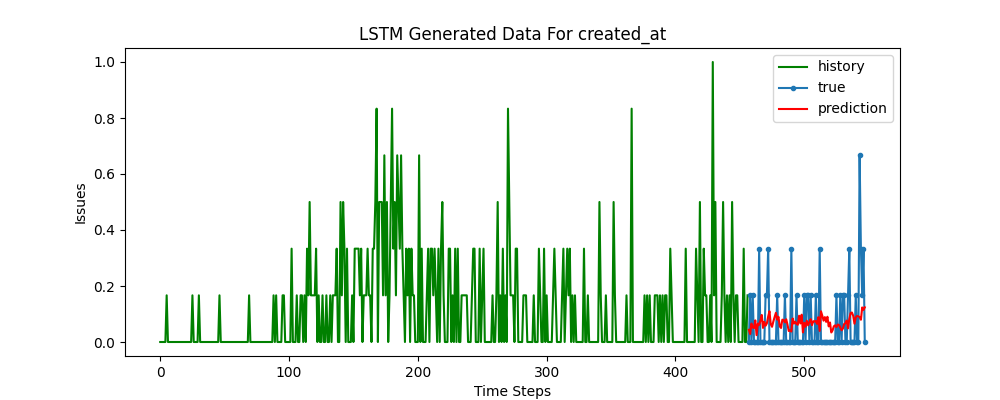 LSTM Generated Data For created_at
history
true
prediction
1.0
0.8
0.6
0.4
0.2
0.0
Issues
0
100
200
300
400
500
Time Steps